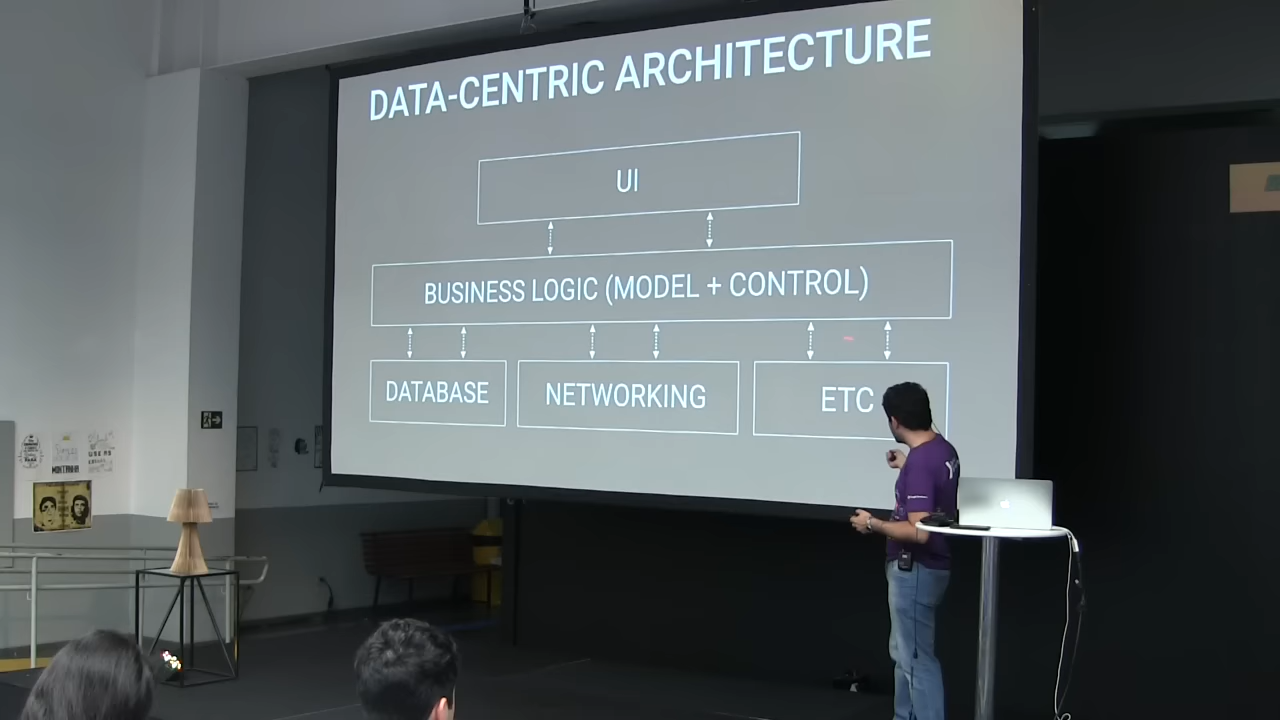 DATA-CENTRIC ARCHITECTURE
UI
BUSINESS LOGIC (MODEL + CONTROL)
DATABASE
NETWORKING
ETC